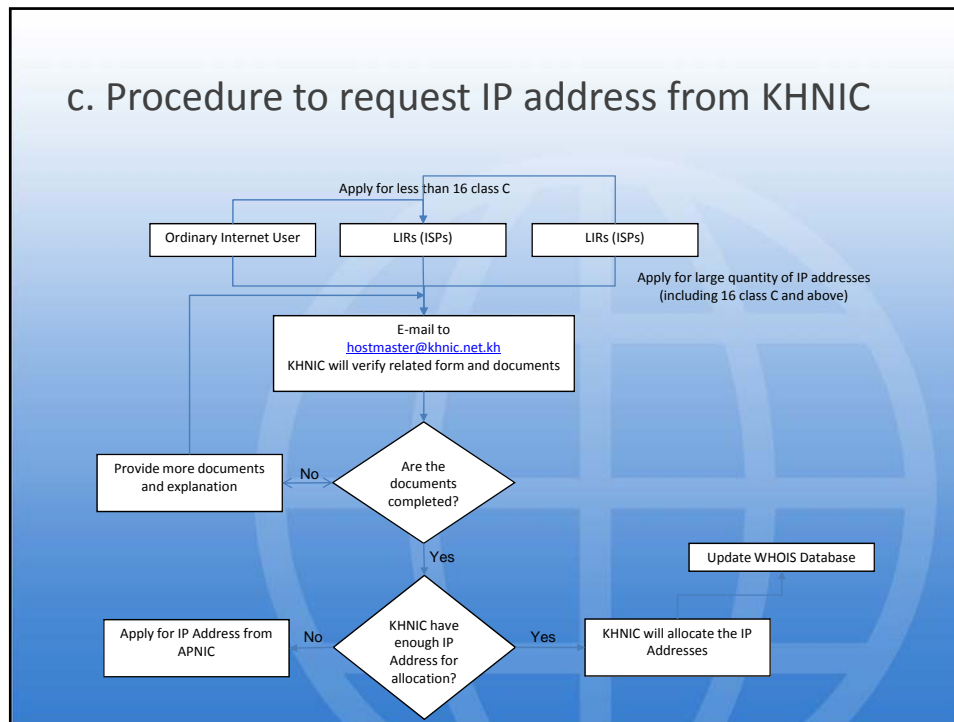 c. Procedure to request IP address from KHNIC
Apply for less than 16 class C
Ordinary Internet User
LIRs (ISPs)
LIRs (ISPs)
Apply for large quantity of IP addresses
(including 16 class C and above)
E-mail to
hostmaster@khnic.net.kh
KHNIC will verify related form and documents
Provide more documents
and explanation
No
Are the
documents
completed?
Yes
Update WHOIS Database
Apply for IP Address from
APNIC
No
KHNIC have
enough IP
Address for
allocation?
Yes
KHNIC will allocate the IP
Addresses